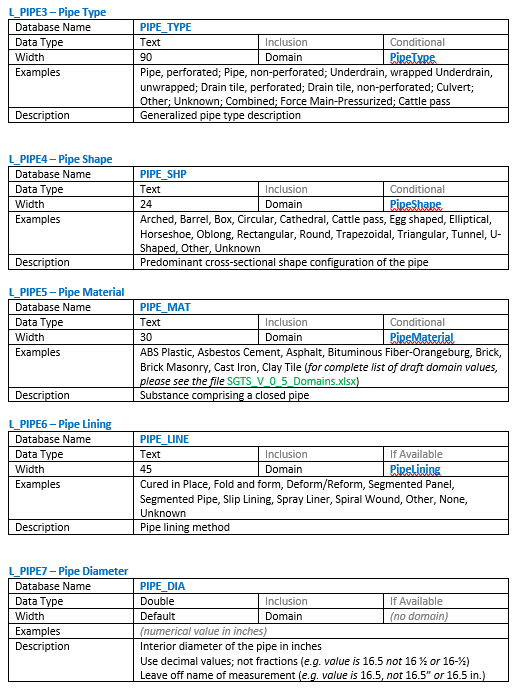 L_PIPE3 – Pipe Type
Database Name PIPE_TYPE
Data Type Text Inclusion Conditional
Width 90 Domain PipeType
Examples Pipe, perforated; Pipe, non-perforated; Underdrain, wrapped Underdrain,
unwrapped; Drain tile, perforated; Drain tile, non-perforated; Culvert;
Other; Unknown; Combined; Force Main-Pressurized; Cattle pass
Description Generalized pipe type description
L_PIPE4 – Pipe Shape
Database Name PIPE_SHP
Data Type Text Inclusion Conditional
Width 24 Domain PipeShape
Examples Arched, Barrel, Box, Circular, Cathedral, Cattle pass, Egg shaped, Elliptical,
Horseshoe, Oblong, Rectangular, Round, Trapezoidal, Triangular, Tunnel, U-
Shaped, Other, Unknown
Description Predominant cross-sectional shape configuration of the pipe
L_PIPE5 – Pipe Material
Database Name PIPE_MAT
Data Type Text Inclusion Conditional
Width 30 Domain PipeMaterial
Examples ABS Plastic, Asbestos Cement, Asphalt, Bituminous Fiber-Orangeburg, Brick,
Brick Masonry, Cast Iron, Clay Tile (for complete list of draft domain values,
please see the file SGTS_V_0_5_Domains.xlsx)
Description Substance comprising a closed pipe
L_PIPE6 – Pipe Lining
Database Name PIPE_LINE
Data Type Text Inclusion If Available
Width 45 Domain PipeLining
Examples Cured in Place, Fold and form, Deform/Reform, Segmented Panel,
Segmented Pipe, Slip Lining, Spray Liner, Spiral Wound, Other, None,
Unknown
Description Pipe lining method
L_PIPE7 – Pipe Diameter
Database Name PIPE_DIA
Data Type Double Inclusion If Available
Width Default Domain (no domain)
Examples (numerical value in inches)
Description Interior diameter of the pipe in inches
Use decimal values; not fractions (e.g. value is 16.5 not 16 ½ or 16-½)
Leave off name of measurement (e.g. value is 16.5, not 16.5” or 16.5 in.)